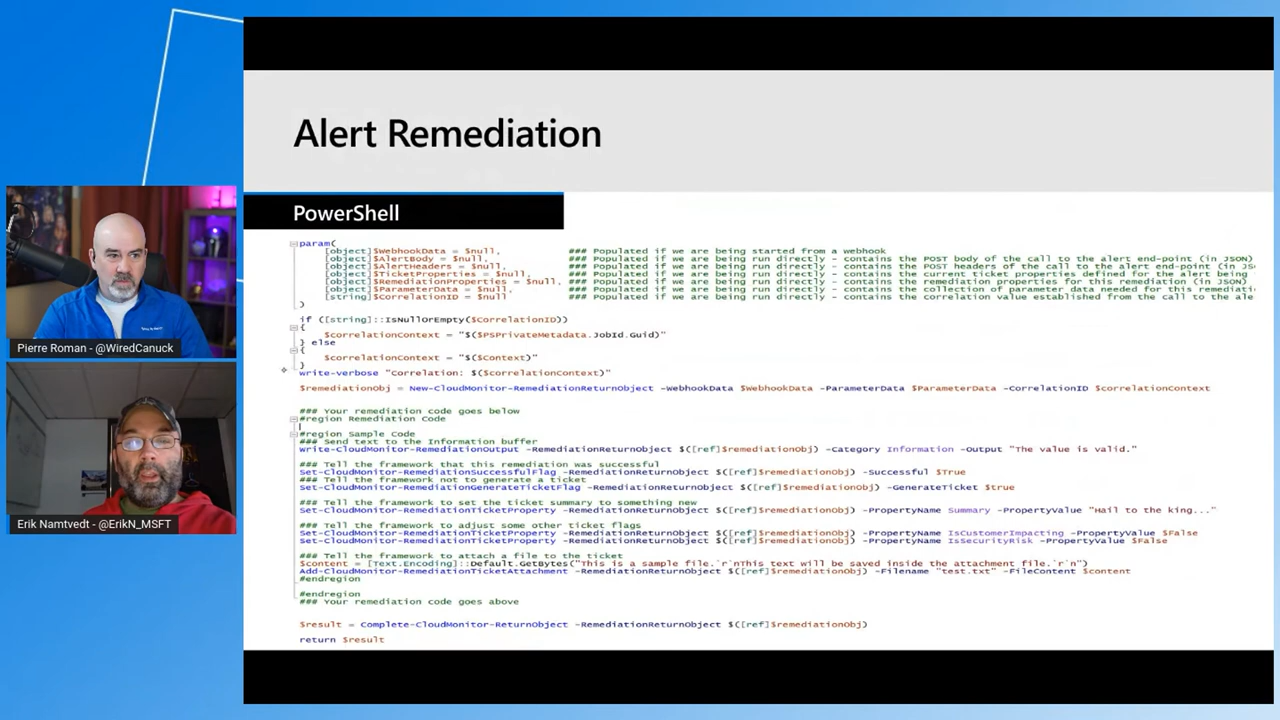 Alert Remediation
PowerShell
param(
[object]$WebhookData = $null, ### Populated if we are being started from a webhook
[object]$AlertBody = $null, ### Populated if we are being run directly - contains the POST body of the call to the alert end-point (in JSON)
[object]$AlertHeaders = $null, ### Populated if we are being run directly - contains the POST headers of the call to the alert end-point (in JS
[object]$TicketProperties = $null, ### Populated if we are being run directly - contains the current ticket properties defined for the alert being
[object]$RemediationProperties = $null, ### Populated if we are being run directly - contains the remediation properties for this remediation (in JSON)
[object]$ParameterData = $null, ### Populated if we are being run directly - contains the collection of parameter data needed for this remediati
[string]$CorrelationID = $null ### Populated if we are being run directly - contains the correlation value established from the call to the ale
)
if ([string]::IsNullOrEmpty($CorrelationID))
{
$correlationContext = "$($PSPrivateMetadata.JobId.Guid)"
} else
{
$correlationContext = "$($Context)"
}
write-verbose "Correlation: $($correlationContext)"
$remediationObj = New-CloudMonitor-RemediationReturnObject -WebhookData $WebhookData -ParameterData $ParameterData -CorrelationID $correlationContext
### Your remediation code goes below
#region Remediation Code
#region Sample Code
### Send text to the Information buffer
write-CloudMonitor-RemediationOutput -RemediationReturnObject $([ref]$remediationObj) -Category Information -Output "The value is valid."
### Tell the framework that this remediation was successful
Set-CloudMonitor-RemediationSuccessfulFlag -RemediationReturnObject $([ref]$remediationObj) -Successful $True
### Tell the framework not to generate a ticket
Set-CloudMonitor-RemediationGenerateTicketFlag -RemediationReturnObject $([ref]$remediationObj) -GenerateTicket $true
### Tell the framework to set the ticket summary to something new
Set-CloudMonitor-RemediationTicketProperty -RemediationReturnObject $([ref]$remediationObj) -PropertyName Summary -PropertyValue "Hail to the king..."
### Tell the framework to adjust some other ticket flags
Set-CloudMonitor-RemediationTicketProperty -RemediationReturnObject $([ref]$remediationObj) -PropertyName IsCustomerImpacting -PropertyValue $False
Set-CloudMonitor-RemediationTicketProperty -RemediationReturnObject $([ref]$remediationObj) -PropertyName IsSecurityRisk -PropertyValue $False
### Tell the framework to attach a file to the ticket
$content = [Text.Encoding]::Default.GetBytes("This is a sample file.`r`nThis text will be saved inside the attachment file.`r`n")
Add-CloudMonitor-RemediationTicketAttachment -RemediationReturnObject $([ref]$remediationObj) -Filename "test.txt" -FileContent $content
#endregion
#endregion
### Your remediation code goes above
$result = Complete-CloudMonitor-ReturnObject -RemediationReturnObject $([ref]$remediationObj)
return $result
Pierre Roman - @WiredCanuck
Erik Namtvedt - @ErikN_MSFT